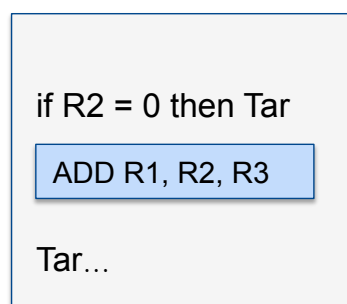 if R2 = 0 then Tar
ADD R1, R2, R3
Tar...